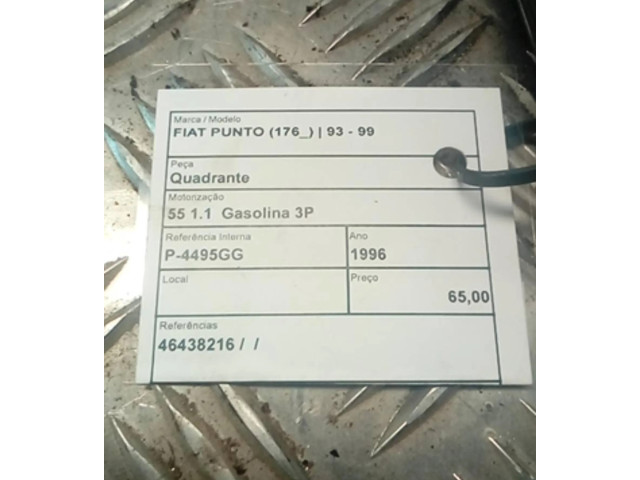 Marca / Modelo
FIAT PUNTO (176_) | 93 - 99
Peça
Quadrante
Motorização
55 1.1 Gasolina 3P
Referência Interna
P-4495GG
Ano
1996
Local
Preço
65,00
Referências
46438216 / /